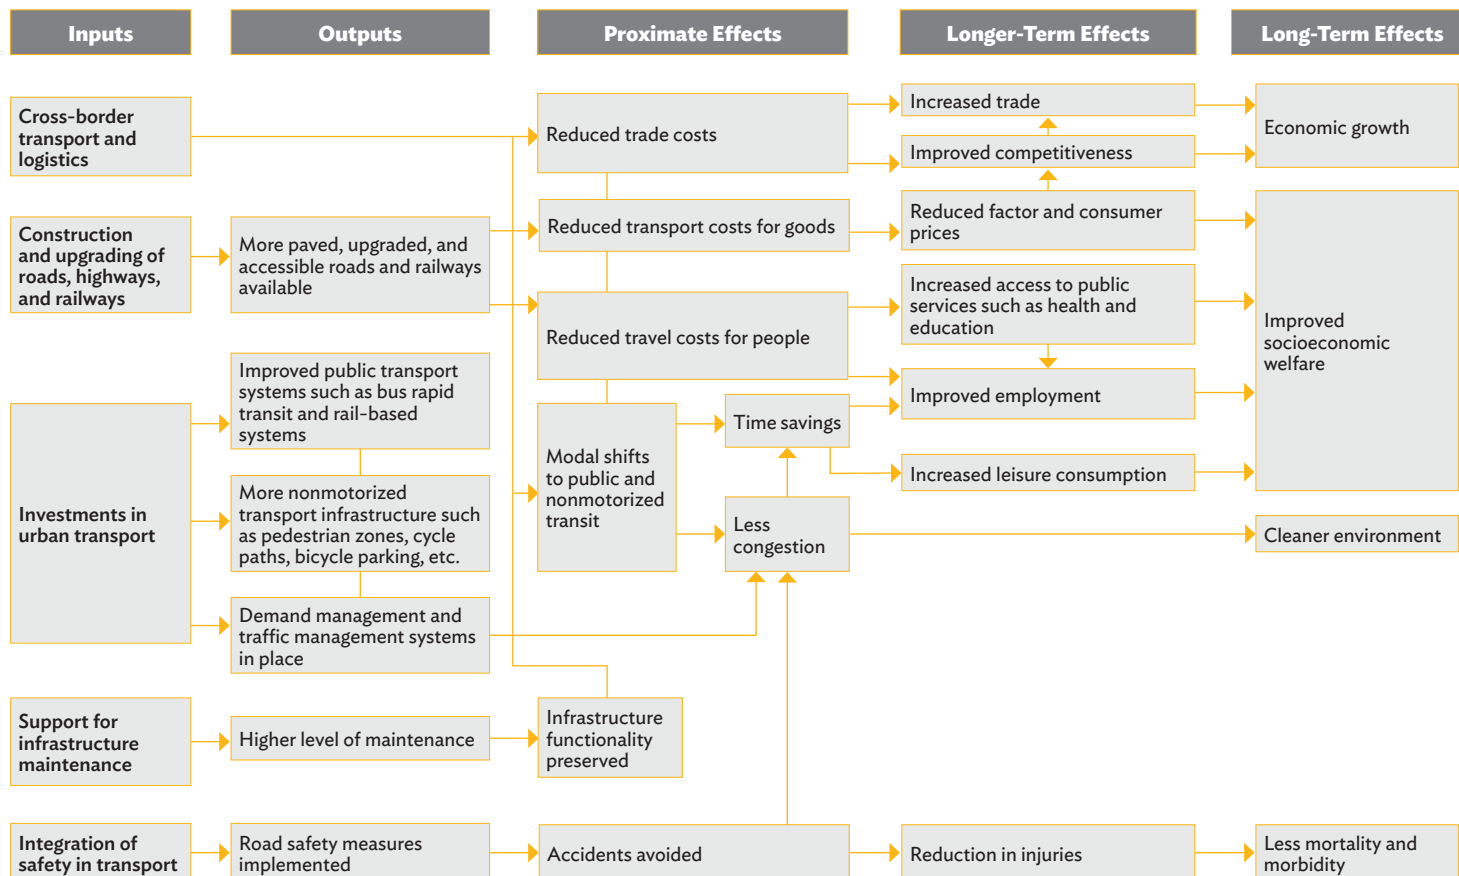 Inputs
Outputs
Proximate Effects
Longer-Term Effects
Long-Term Effects
Cross-border
transport and
logistics
Reduced trade costs
Increased trade
Improved competitiveness
Economic growth
Construction
and upgrading of
roads, highways,
and railways
More paved, upgraded, and
accessible roads and railways
available
Reduced transport costs for goods
Reduced factor and consumer
prices
Reduced travel costs for people
Increased access to public
services such as health and
education
Improved
socioeconomic
welfare
Investments in
urban transport
Improved public transport
systems such as bus rapid
transit and rail-based
systems
More nonmotorized
transport infrastructure such
as pedestrian zones, cycle
paths, bicycle parking, etc.
Demand management and
traffic management systems
in place
Modal shifts
to public and
nonmotorized
transit
Time savings
Less
congestion
Improved employment
Increased leisure consumption
Cleaner environment
Support for
infrastructure
maintenance
Higher level of maintenance
Infrastructure
functionality
preserved
Integration of
safety in transport
Road safety measures
implemented
Accidents avoided
Reduction in injuries
Less mortality and
morbidity